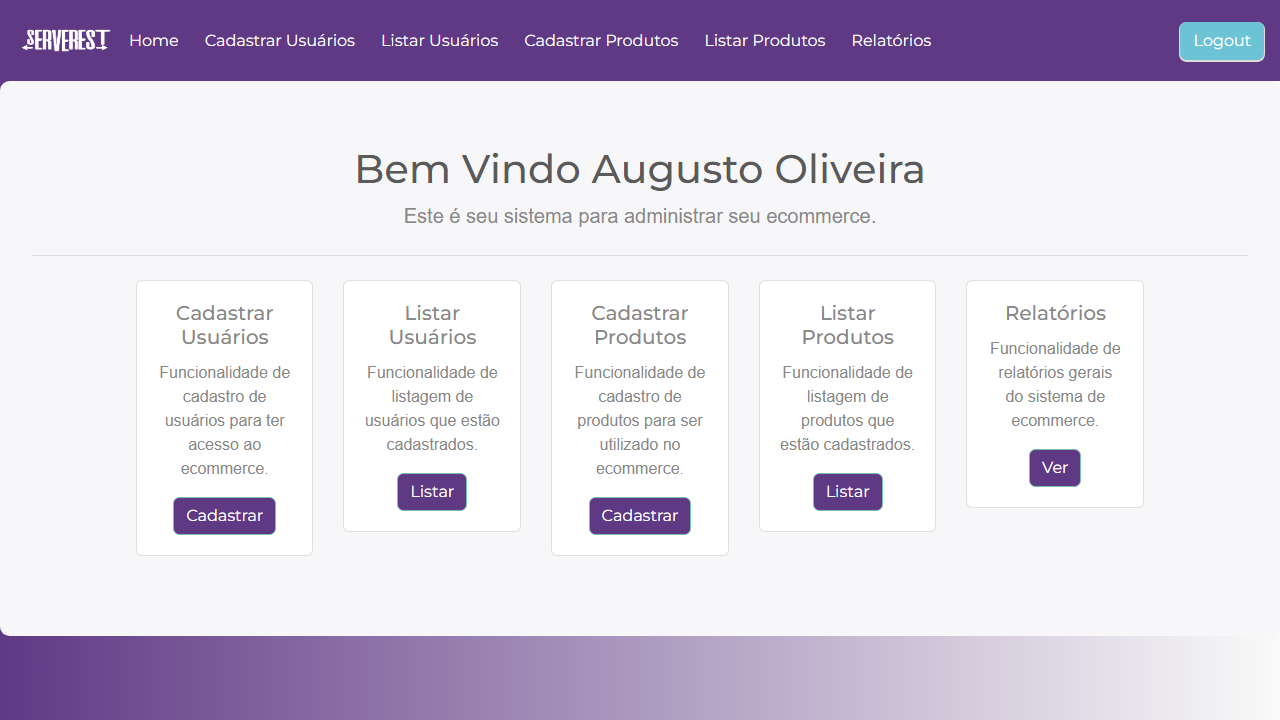 SERVEREST Home Cadastrar Usuários Listar Usuários Cadastrar Produtos Listar Produtos Relatórios Logout
Bem Vindo Augusto Oliveira
Este é seu sistema para administrar seu ecommerce.
Cadastrar
Usuários
Funcionalidade de
cadastro de
usuários para ter
acesso ao
ecommerce.
Cadastrar
Listar
Usuários
Funcionalidade de
listagem de
usuários que estão
cadastrados.
Listar
Cadastrar
Produtos
Funcionalidade de
cadastro de
produtos para ser
utilizado no
ecommerce.
Cadastrar
Listar
Produtos
Funcionalidade de
listagem de
produtos que
estão cadastrados.
Listar
Relatórios
Funcionalidade de
relatórios gerais
do sistema de
ecommerce.
Ver